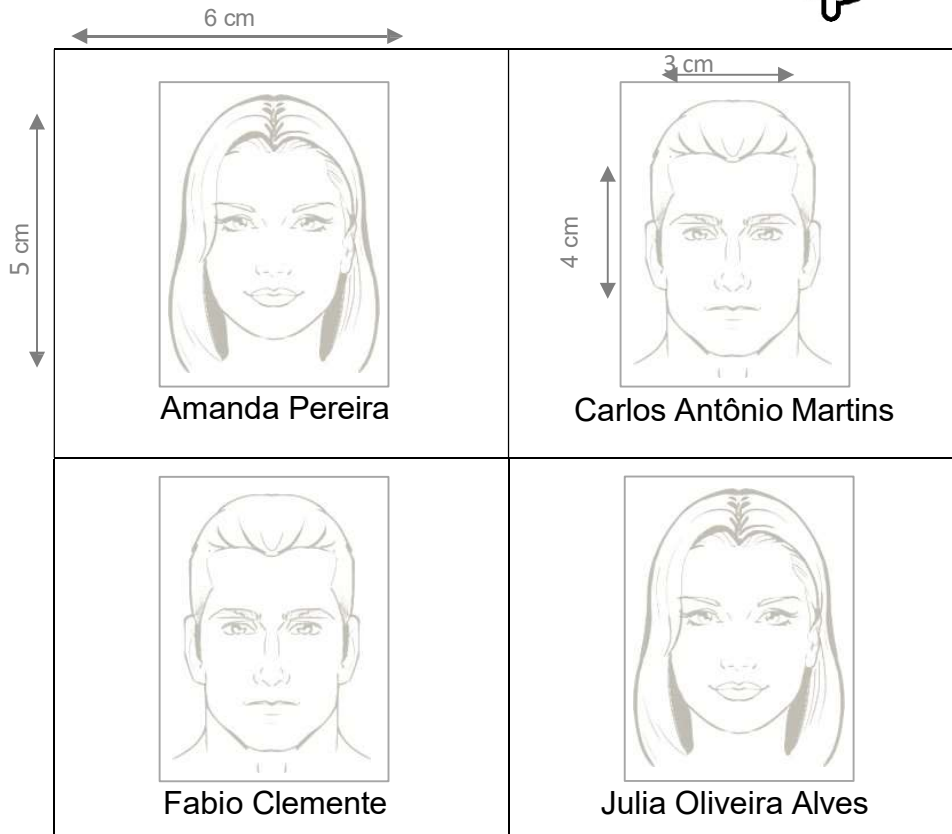 6 cm
3 cm
5 cm
4 cm
Amanda Pereira
Carlos Antônio Martins
Fabio Clemente
Julia Oliveira Alves